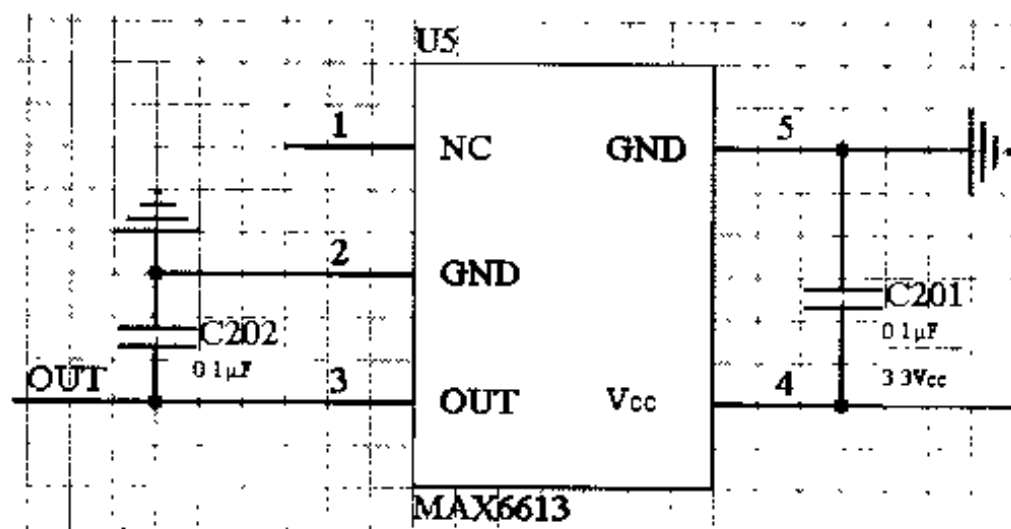 U5
1
NC
GND
5
2
GND
C202
0.1μF
C201
0.1μF
OUT
3
OUT
Vcc
4
3.3Vcc
MAX6613